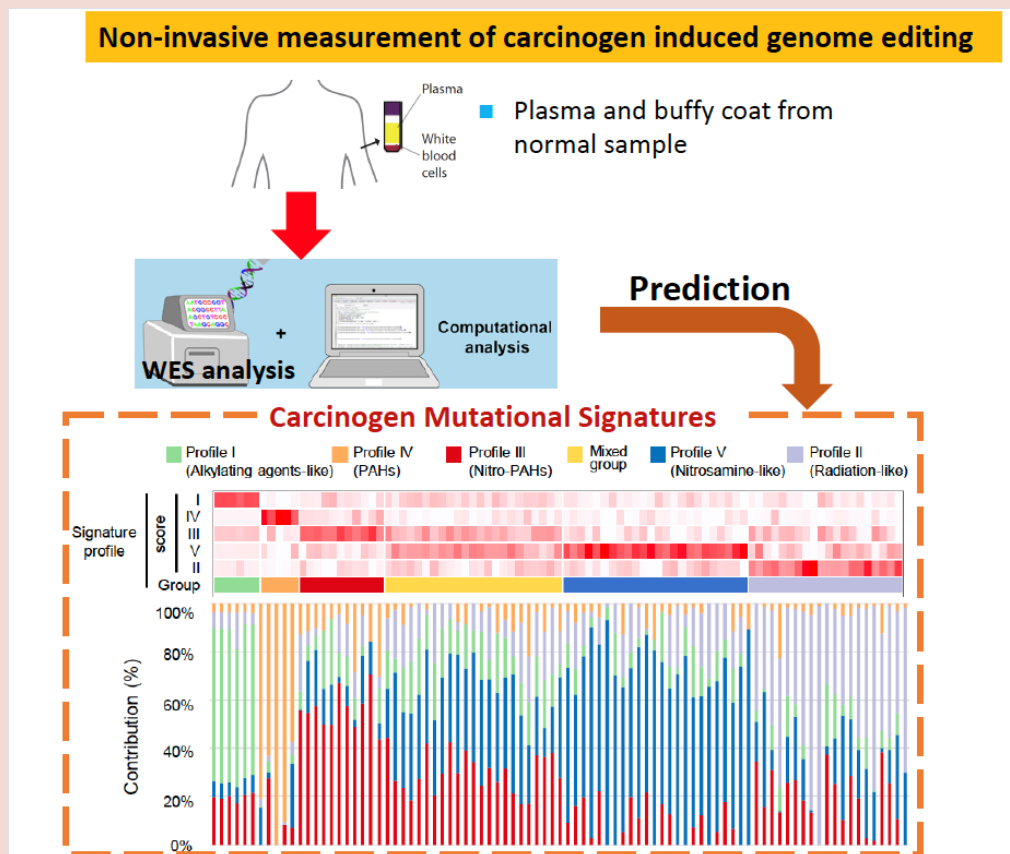 Non-invasive measurement of carcinogen induced genome editing
Plasma
White
blood
cells
Plasma and buffy coat from
normal sample
WES analysis
+
Computational
analysis
Prediction
Carcinogen Mutational Signatures
Profile I
(Alkylating agents-like)
Profile IV
(PAHs)
Profile III
(Nitro-PAHs)
Mixed
group
Profile V
(Nitrosamine-like)
Profile II
(Radiation-like)
Signature
profile
score
I
IV
III
V
II
Group
Contribution (%)
100%
80%
60%
40%
20%
0%